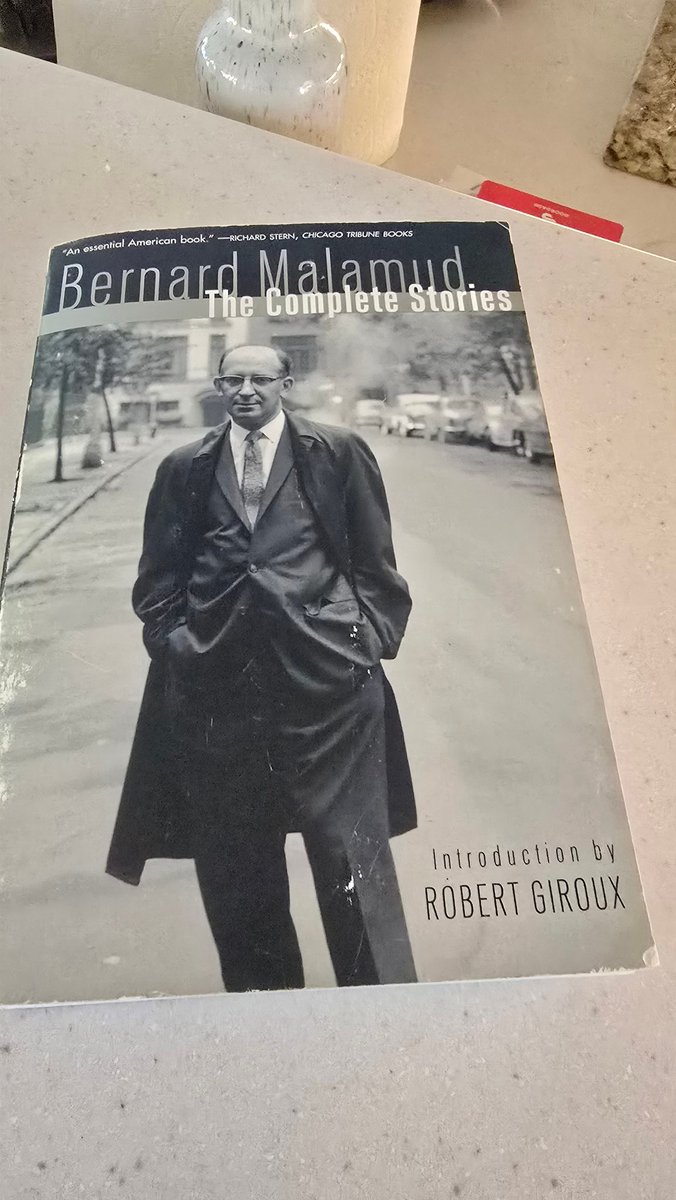 "An essential American book." —RICHARD STERN, CHICAGO TRIBUNE BOOKS
Bernard Malamud
The Complete Stories
Introduction by
ROBERT GIROUX